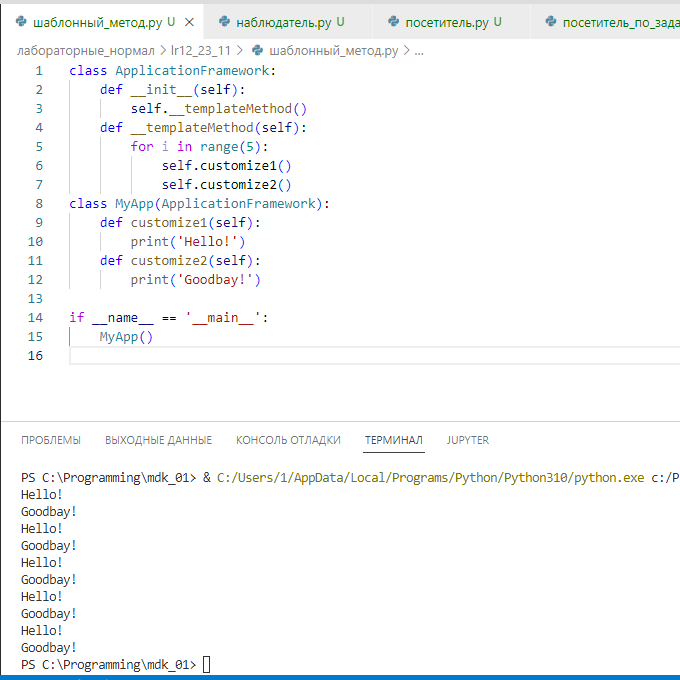 шаблонный_метод.py U
наблюдатель.py U
посетитель.py U
посетитель_по_зада
лабораторные_нормал > lr12_23_11 > шаблонный_метод.py > ...
1 class ApplicationFramework:
2 def __init__(self):
3 self.__templateMethod()
4 def __templateMethod(self):
5 for i in range(5):
6 self.customize1()
7 self.customize2()
8 class MyApp(ApplicationFramework):
9 def customize1(self):
10 print('Hello!')
11 def customize2(self):
12 print('Goodbay!')
13
14 if __name__ == '__main__':
15 MyApp()
16
ПРОБЛЕМЫ ВЫХОДНЫЕ ДАННЫЕ КОНСОЛЬ ОТЛАДКИ ТЕРМИНАЛ JUPYTER
PS C:\Programming\mdk_01> & C:/Users/1/AppData/Local/Programs/Python/Python310/python.exe c:/P
Hello!
Goodbay!
Hello!
Goodbay!
Hello!
Goodbay!
Hello!
Goodbay!
Hello!
Goodbay!
PS C:\Programming\mdk_01>